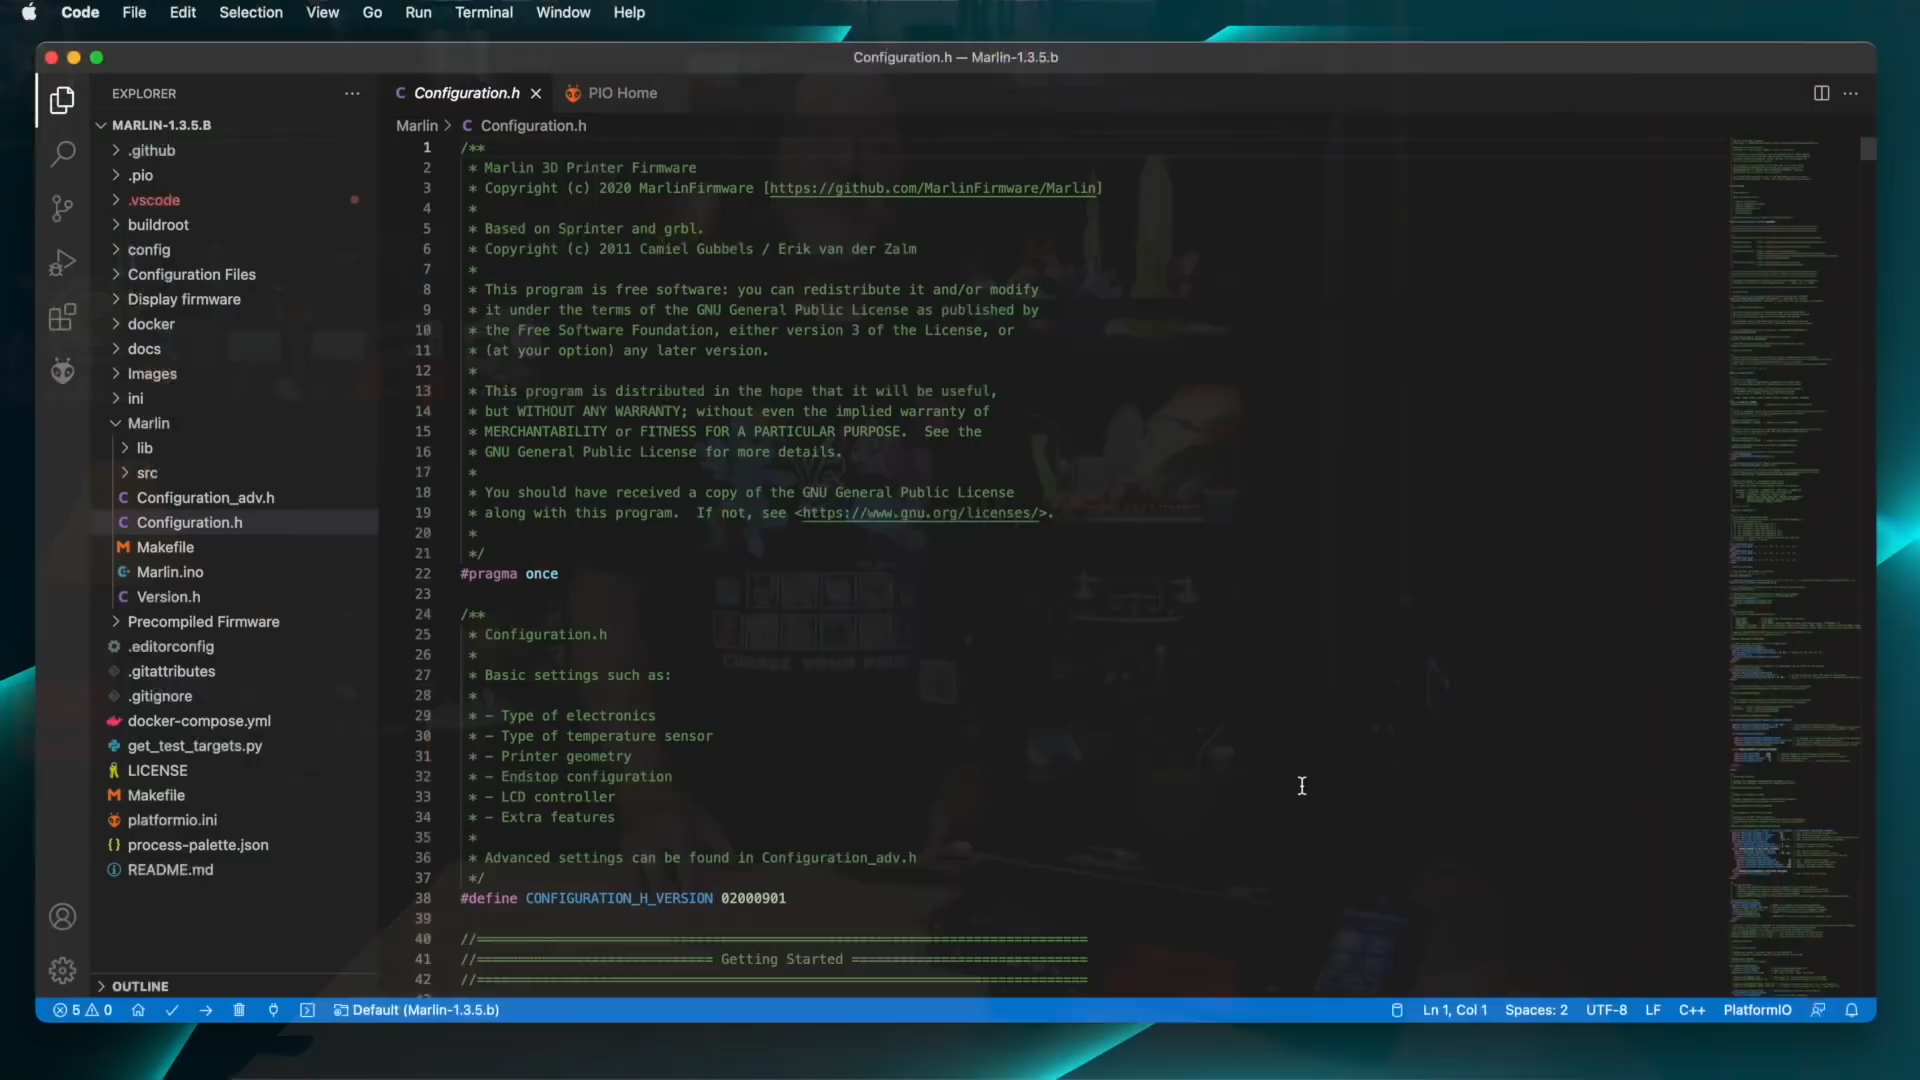 Code File Edit Selection View Go Run Terminal Window Help
Configuration.h — Marlin-1.3.5.b
EXPLORER
MARLIN-1.3.5.B
.github
.pio
.vscode
buildroot
config
Configuration Files
Display firmware
docker
docs
Images
ini
Marlin
lib
src
C Configuration_adv.h
C Configuration.h
M Makefile
Marlin.ino
C Version.h
Precompiled Firmware
.editorconfig
.gitattributes
.gitignore
docker-compose.yml
get_test_targets.py
LICENSE
M Makefile
platformio.ini
{} process-palette.json
README.md
OUTLINE
C Configuration.h PIO Home
Marlin > C Configuration.h
1 /**
2 * Marlin 3D Printer Firmware
3 * Copyright (c) 2020 MarlinFirmware [https://github.com/MarlinFirmware/Marlin]
4 *
5 * Based on Sprinter and grbl.
6 * Copyright (c) 2011 Camiel Gubbels / Erik van der Zalm
7 *
8 * This program is free software: you can redistribute it and/or modify
9 * it under the terms of the GNU General Public License as published by
10 * the Free Software Foundation, either version 3 of the License, or
11 * (at your option) any later version.
12 *
13 * This program is distributed in the hope that it will be useful,
14 * but WITHOUT ANY WARRANTY; without even the implied warranty of
15 * MERCHANTABILITY or FITNESS FOR A PARTICULAR PURPOSE.  See the
16 * GNU General Public License for more details.
17 *
18 * You should have received a copy of the GNU General Public License
19 * along with this program.  If not, see <https://www.gnu.org/licenses/>.
20 *
21 */
22 #pragma once
23
24 /**
25 * Configuration.h
26 *
27 * Basic settings such as:
28 *
29 * - Type of electronics
30 * - Type of temperature sensor
31 * - Printer geometry
32 * - Endstop configuration
33 * - LCD controller
34 * - Extra features
35 *
36 * Advanced settings can be found in Configuration_adv.h
37 */
38 #define CONFIGURATION_H_VERSION 02000901
39
40 //===========================================================================
41 //============================= Getting Started =============================
42 //===========================================================================
5 0 Default (Marlin-1.3.5.b) Ln 1, Col 1 Spaces: 2 UTF-8 LF C++ PlatformIO